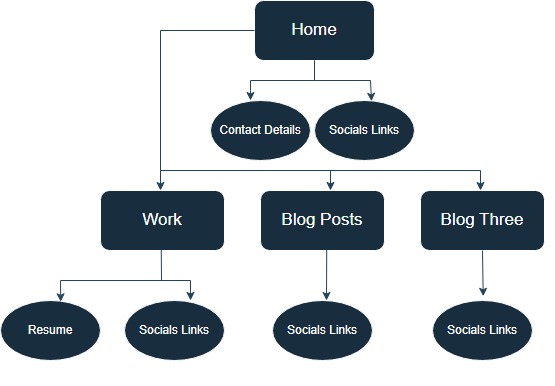 Home
Contact Details
Socials Links
Work
Blog Posts
Blog Three
Resume
Socials Links
Socials Links
Socials Links